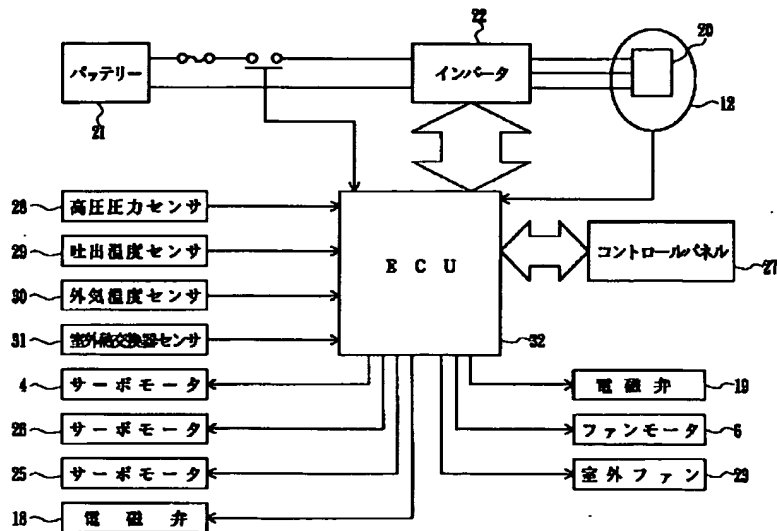 22
20
バッテリー
インバータ
21
12
28 高圧圧力センサ
29 吐出温度センサ
30 外気温度センサ
31 室外熱交換器センサ
ECU
コントロールパネル
27
32
4 サーボモータ
26 サーボモータ
25 サーボモータ
18 電磁弁
電磁弁 19
ファンモータ 6
室外ファン 23